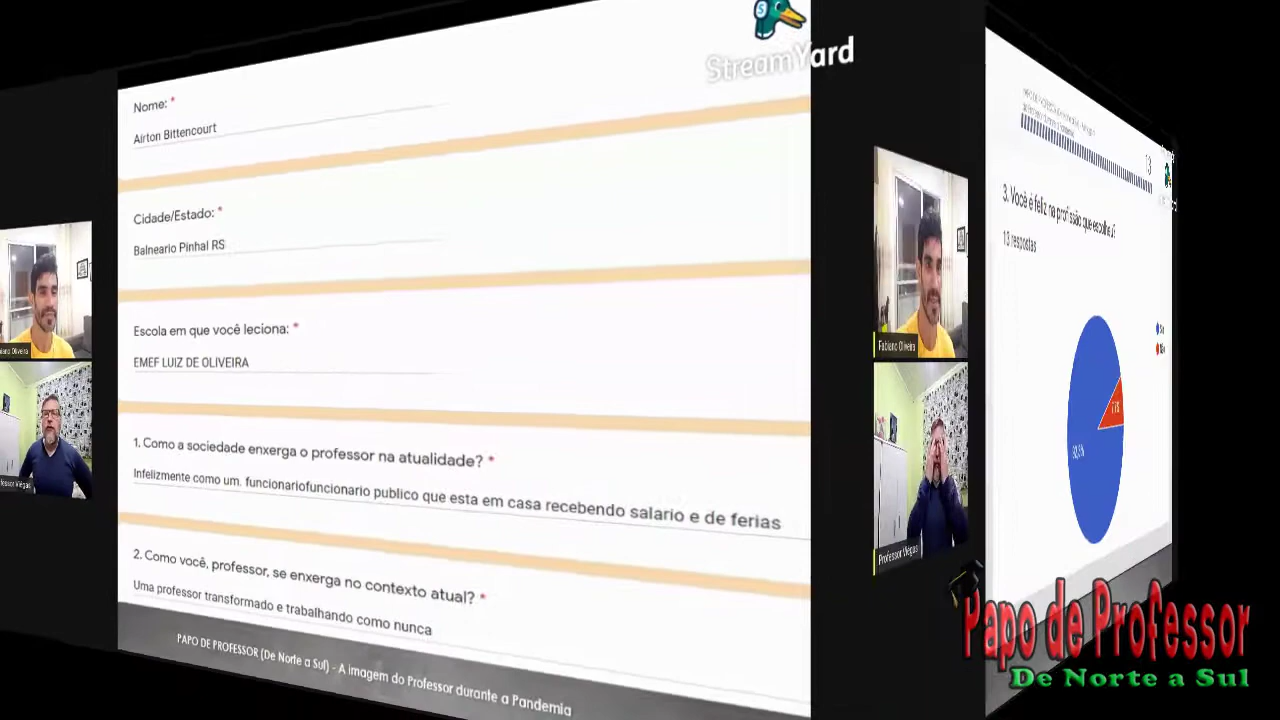 StreamYard
Nome: *
Aírton Bittencourt
Cidade/Estado: *
Balneario Pinhal RS
Escola em que você leciona: *
EMEF LUIZ DE OLIVEIRA
1. Como a sociedade enxerga o professor na atualidade? *
Infelizmente como um. funcionariofuncionario publico que esta em casa recebendo salario e de ferias
2. Como você, professor, se enxerga no contexto atual? *
Uma professor transformado e trabalhando como nunca
PAPO DE PROFESSOR (De Norte a Sul) - A imagem do Professor durante a Pandemia
Oliveira
Fabiano Oliveira
Professor Viégas
13
3. Você é feliz na profissão que escolheu?
13 respostas
Papo de Professor
De Norte a Sul